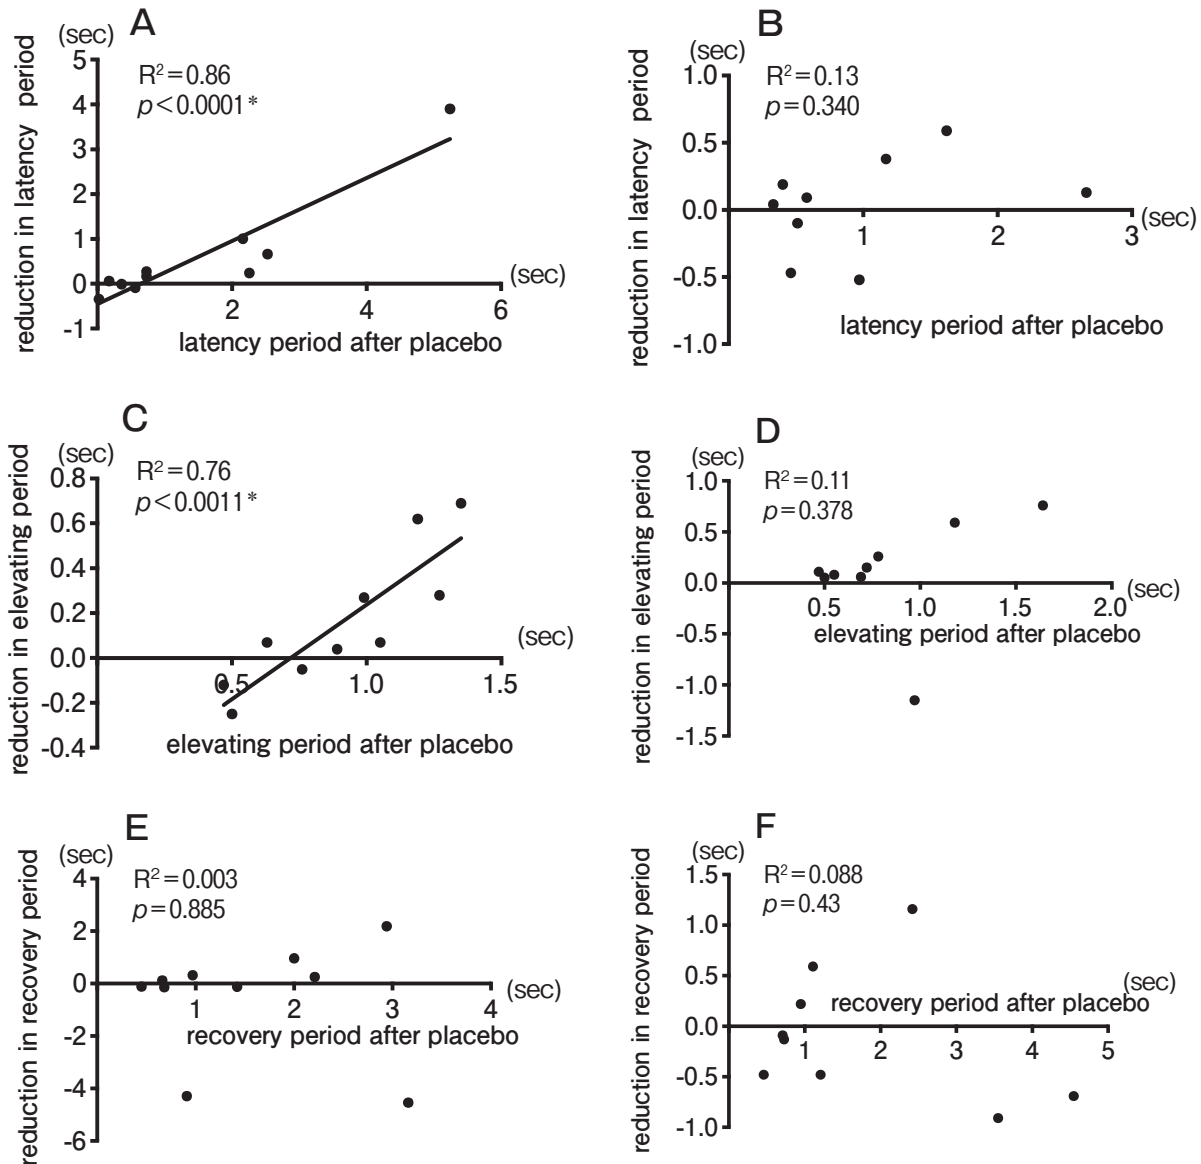 A
(sec)
R²=0.86
p<0.0001*
reduction in latency period
5
4
3
2
1
0
-1
2
4
6
(sec)
latency period after placebo
B
(sec)
R²=0.13
p=0.340
reduction in latency period
1.0
0.5
0.0
-0.5
-1.0
1
2
3
(sec)
latency period after placebo
C
(sec)
R²=0.76
p<0.0011*
reduction in elevating period
0.8
0.6
0.4
0.2
0.0
-0.2
-0.4
0.5
1.0
1.5
(sec)
elevating period after placebo
D
(sec)
R²=0.11
p=0.378
reduction in elevating period
1.0
0.5
0.0
-0.5
-1.0
-1.5
0.5
1.0
1.5
2.0
(sec)
elevating period after placebo
E
(sec)
R²=0.003
p=0.885
reduction in recovery period
4
2
0
-2
-4
-6
1
2
3
4
(sec)
recovery period after placebo
F
(sec)
R²=0.088
p=0.43
reduction in recovery period
1.5
1.0
0.5
0.0
-0.5
-1.0
(sec)
recovery period after placebo
1
2
3
4
5